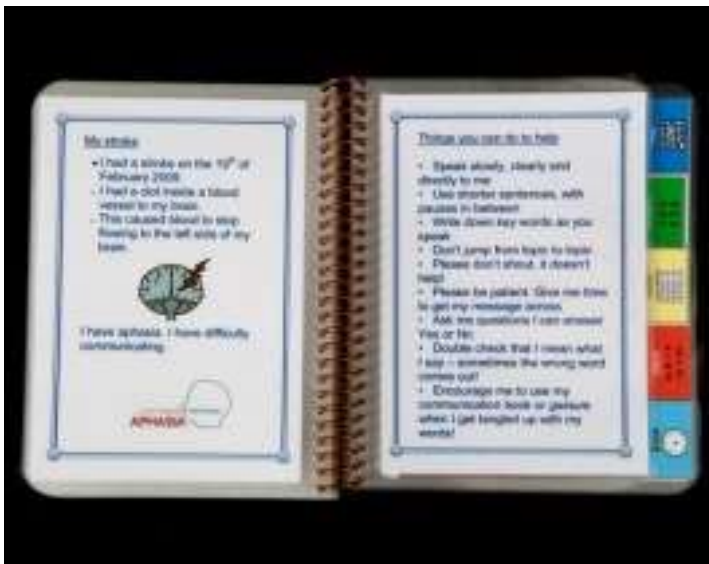 My stroke
• I had a stroke on the 19th of
February 2009
• I had a clot inside a blood
vessel to my brain.
• This caused blood to stop
flowing to the left side of my
brain.
I have aphasia. I have difficulty
communicating.
APHASIA
Things you can do to help
• Speak slowly, clearly and
directly to me
• Use shorter sentences, with
pauses in between
• Write down key words as you
speak
• Don't jump from topic to topic
• Please don't shout, it doesn't
help!
• Please be patient. Give me time
to get my message across.
• Ask me questions I can answer
Yes or No.
• Double check that I mean what
I say – sometimes the wrong word
comes out!
• Encourage me to use my
communication book or gesture
when I get tangled up with my
words!